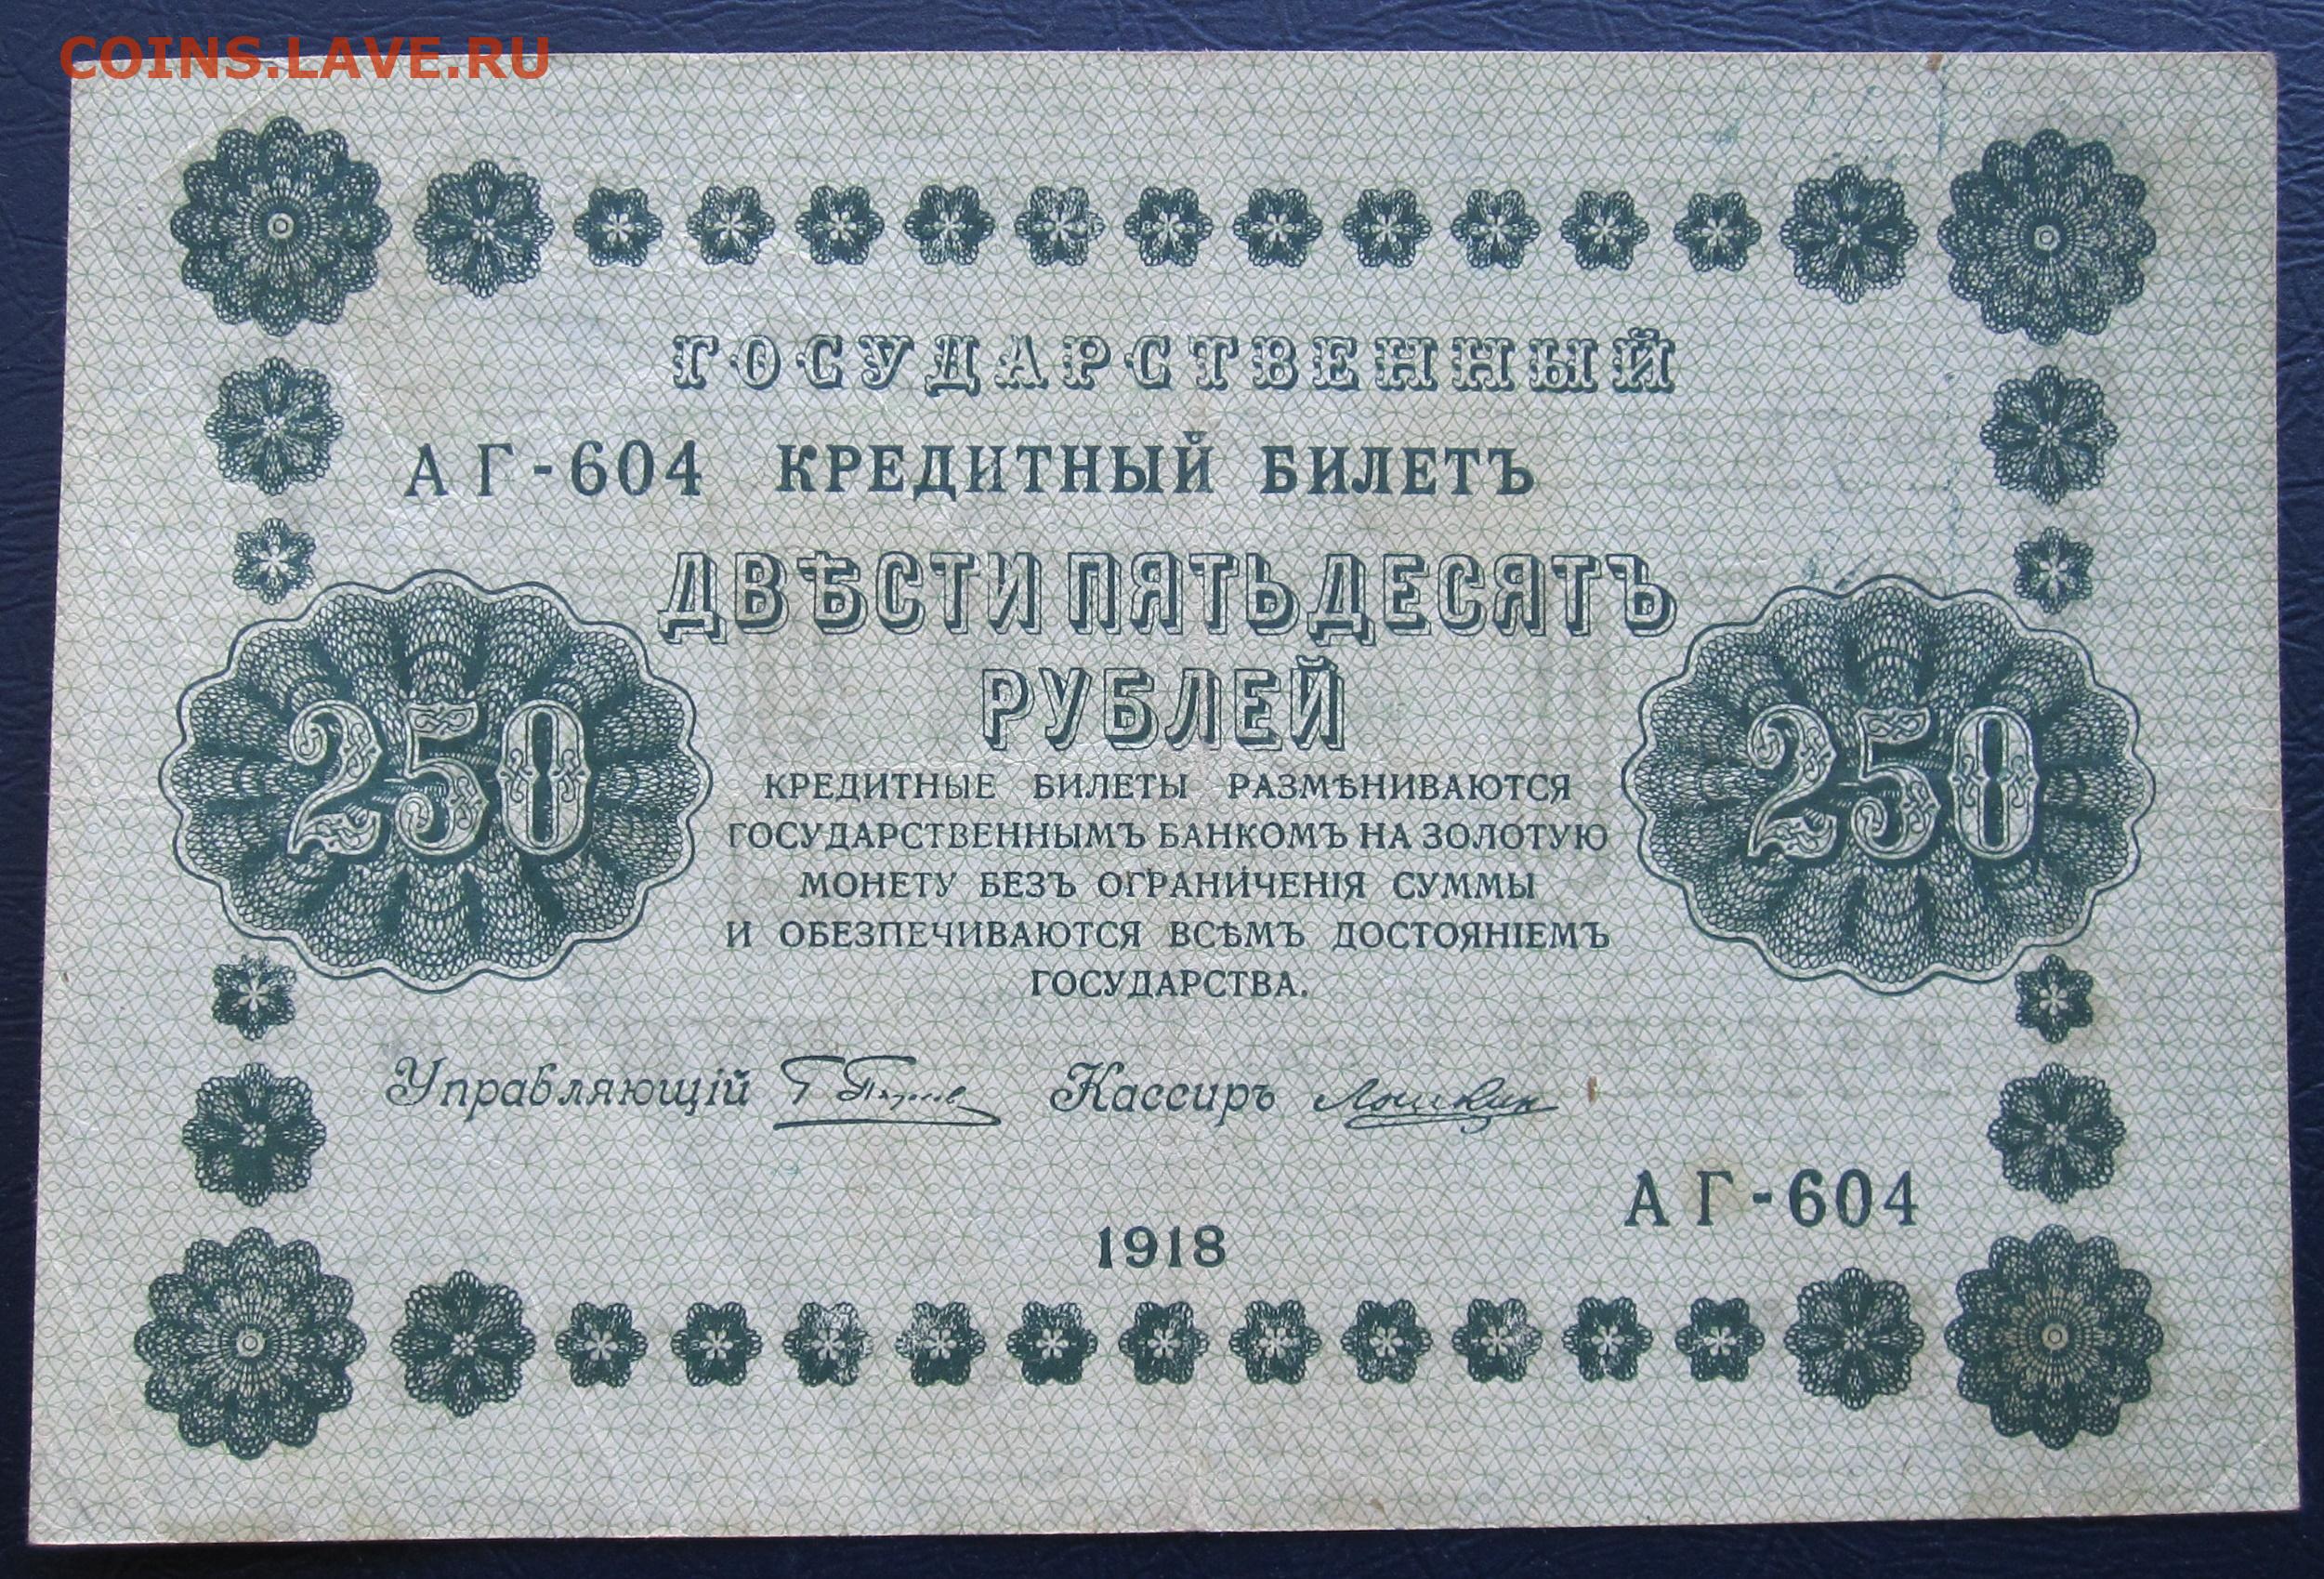 COINS.LAVE.RU
ГОСУДАРСТВЕННЫЙ
АГ-604 КРЕДИТНЫЙ БИЛЕТЪ
ДВѢСТИ ПЯТЬДЕСЯТЪ
РУБЛЕЙ
250
250
КРЕДИТНЫЕ БИЛЕТЫ РАЗМѢНИВАЮТСЯ
ГОСУДАРСТВЕННЫМЪ БАНКОМЪ НА ЗОЛОТУЮ
МОНЕТУ БЕЗЪ ОГРАНИЧЕНІЯ СУММЫ
И ОБЕЗПЕЧИВАЮТСЯ ВСѢМЪ ДОСТОЯНІЕМЪ
ГОСУДАРСТВА.
Управляющій Кассиръ
АГ-604
1918